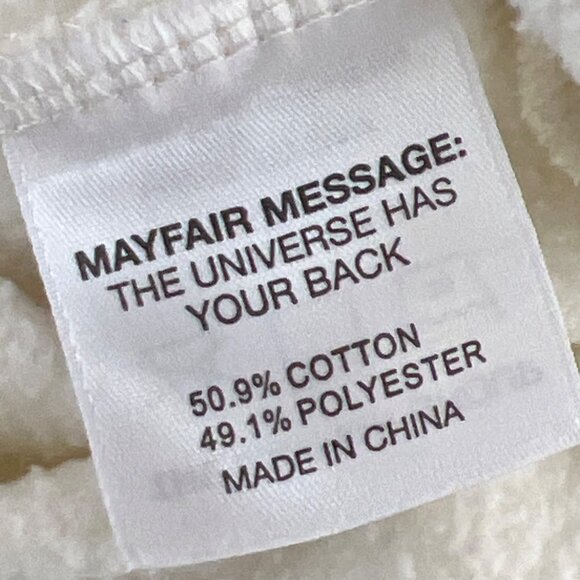 MAYFAIR MESSAGE:
THE UNIVERSE HAS
YOUR BACK
50.9% COTTON
49.1% POLYESTER
MADE IN CHINA